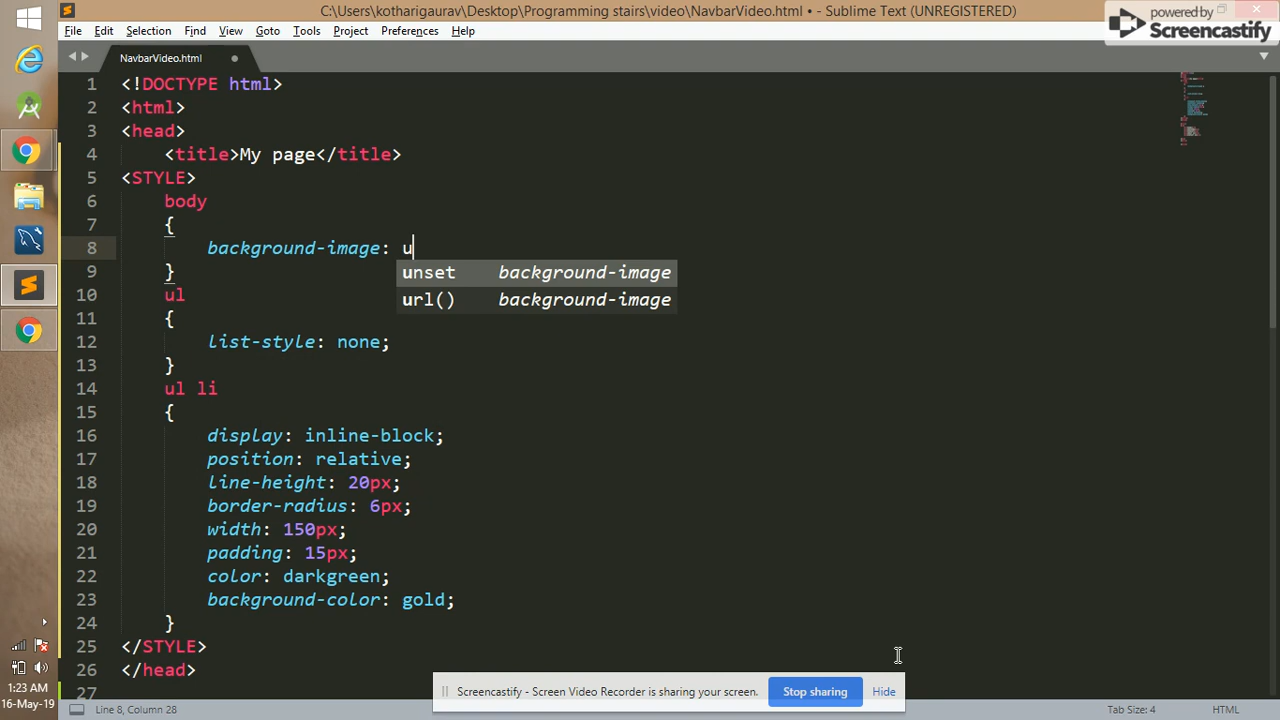 C:\Users\kotharigaurav\Desktop\Programming stairs\video\NavbarVideo.html • - Sublime Text (UNREGISTERED)
powered by
Screencastify
File Edit Selection Find View Goto Tools Project Preferences Help
NavbarVideo.html
1 <!DOCTYPE html>
2 <html>
3 <head>
4 <title>My page</title>
5 <STYLE>
6 body
7 {
8 background-image: u
unset background-image
9 }
url() background-image
10 ul
11 {
12 list-style: none;
13 }
14 ul li
15 {
16 display: inline-block;
17 position: relative;
18 line-height: 20px;
19 border-radius: 6px;
20 width: 150px;
21 padding: 15px;
22 color: darkgreen;
23 background-color: gold;
24 }
25 </STYLE>
26 </head>
27
Screencastify - Screen Video Recorder is sharing your screen. Stop sharing Hide
1:23 AM
16-May-19
Line 8, Column 28 Tab Size: 4 HTML